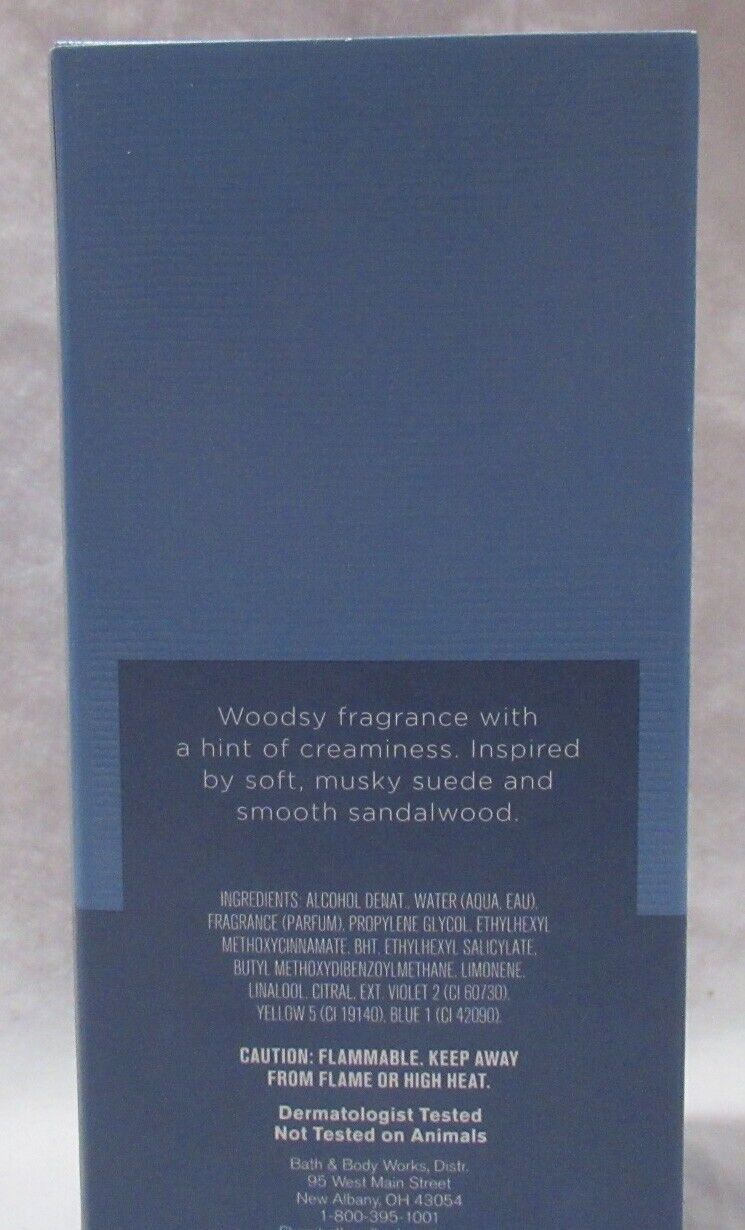 Woodsy fragrance with
a hint of creaminess. Inspired
by soft, musky suede and
smooth sandalwood.
INGREDIENTS: ALCOHOL DENAT., WATER (AQUA, EAU),
FRAGRANCE (PARFUM), PROPYLENE GLYCOL, ETHYLHEXYL
METHOXYCINNAMATE, BHT, ETHYLHEXYL SALICYLATE,
BUTYL METHOXYDIBENZOYLMETHANE, LIMONENE,
LINALOOL, CITRAL, EXT. VIOLET 2 (CI 60730),
YELLOW 5 (CI 19140), BLUE 1 (CI 42090).
CAUTION: FLAMMABLE. KEEP AWAY
FROM FLAME OR HIGH HEAT.
Dermatologist Tested
Not Tested on Animals
Bath & Body Works, Distr.
95 West Main Street
New Albany, OH 43054
1-800-395-1001